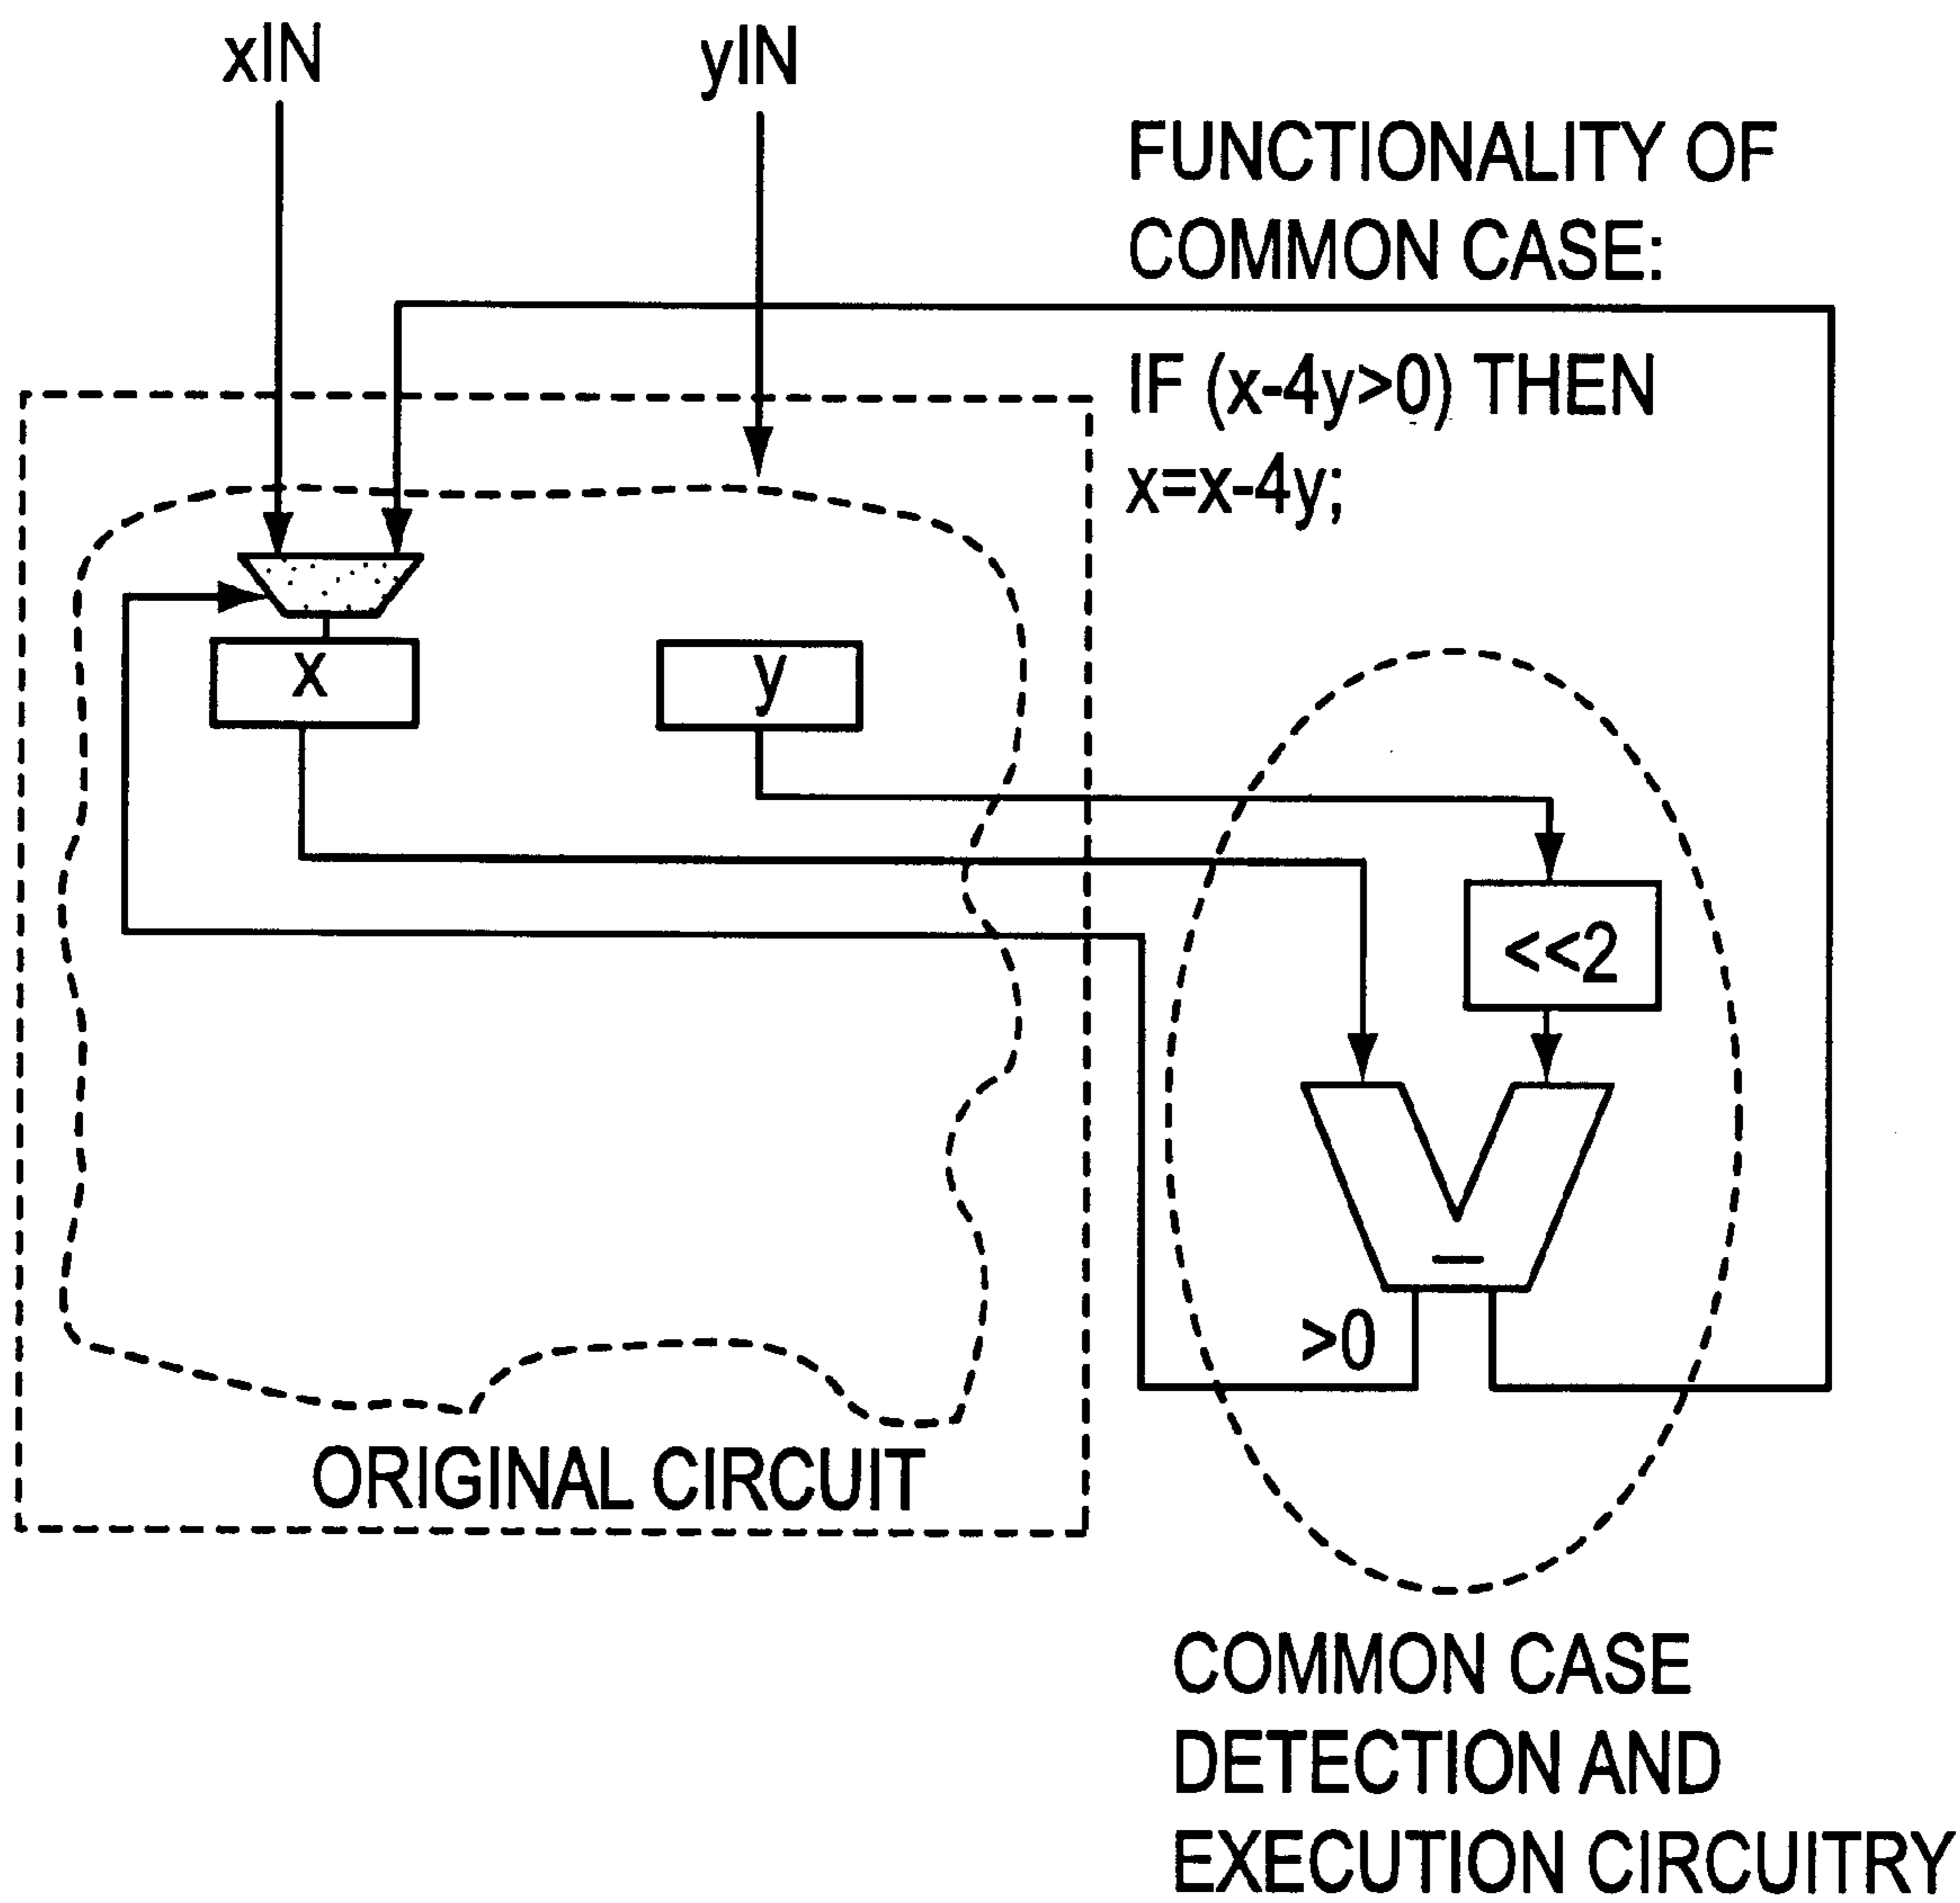 xIN
yIN
FUNCTIONALITY OF
COMMON CASE:
IF (x-4y>0) THEN
x=x-4y;
x
y
<<2
–
>0
ORIGINAL CIRCUIT
COMMON CASE
DETECTION AND
EXECUTION CIRCUITRY